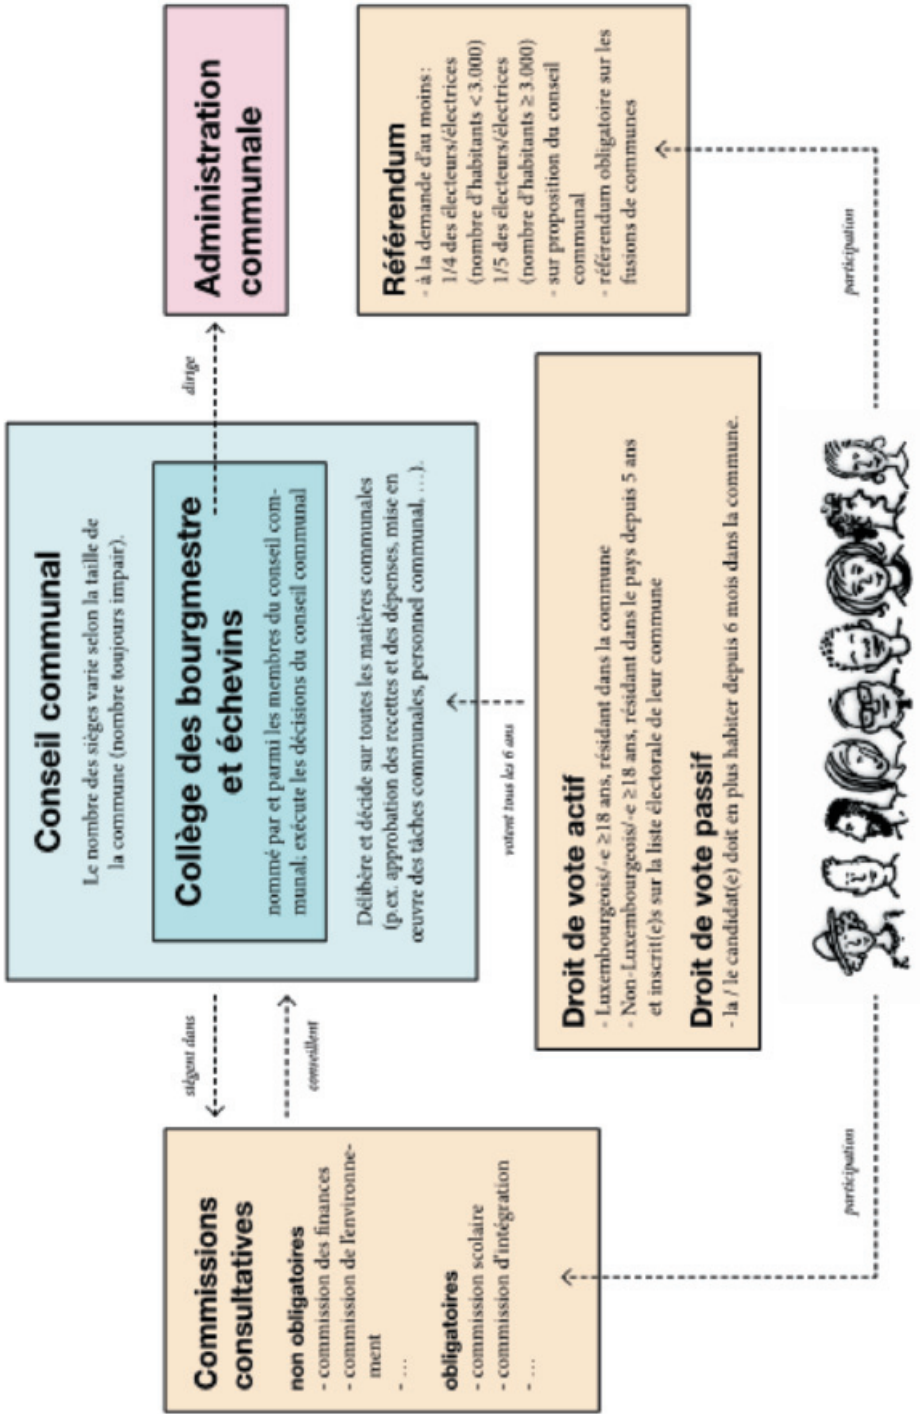 Conseil communal
Le nombre des sièges varie selon la taille de
la commune (nombre toujours impair).
Collège des bourgmestre
et échevins
nommé par et parmi les membres du conseil com-
munal; exécute les décisions du conseil communal
Délibère et décide sur toutes les matières communales
(p.ex. approbation des recettes et des dépenses, mise en
œuvre des tâches communales, personnel communal, …).
dirige
Administration
communale
siègent dans
conseillent
Commissions
consultatives
non obligatoires
- commission des finances
- commission de l'environne-
ment
- …
obligatoires
- commission scolaire
- commission d'intégration
- …
votent tous les 6 ans
Droit de vote actif
- Luxembourgeois/-e ≥18 ans, résidant dans la commune
- Non-Luxembourgeois/-e ≥18 ans, résidant dans le pays depuis 5 ans
et inscrit(e)s sur la liste électorale de leur commune
Droit de vote passif
- la / le candidat(e) doit en plus habiter depuis 6 mois dans la commune.
Référendum
- à la demande d'au moins :
1/4 des électeurs/électrices
(nombre d'habitants < 3.000)
1/5 des électeurs/électrices
(nombre d'habitants ≥ 3.000)
- sur proposition du conseil
communal
- référendum obligatoire sur les
fusions de communes
participation
participation